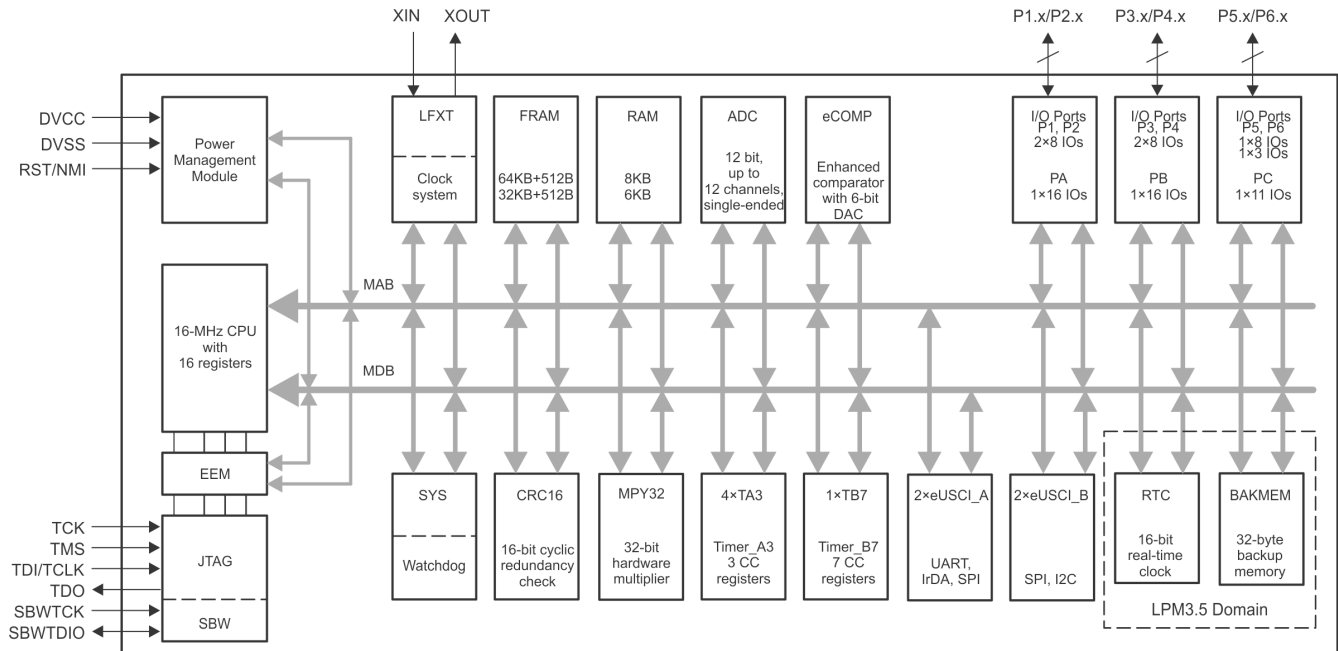 XIN
XOUT
P1.x/P2.x
P3.x/P4.x
P5.x/P6.x
DVCC
DVSS
RST/NMI
Power
Management
Module
LFXT
Clock
system
FRAM
64KB+512B
32KB+512B
RAM
8KB
6KB
ADC
12 bit,
up to
12 channels,
single-ended
eCOMP
Enhanced
comparator
with 6-bit
DAC
I/O Ports
P1, P2
2×8 IOs
PA
1×16 IOs
I/O Ports
P3, P4
2×8 IOs
PB
1×16 IOs
I/O Ports
P5, P6
1×8 IOs
1×3 IOs
PC
1×11 IOs
MAB
16-MHz CPU
with
16 registers
MDB
EEM
TCK
TMS
TDI/TCLK
TDO
SBWTCK
SBWTDIO
JTAG
SBW
SYS
Watchdog
CRC16
16-bit cyclic
redundancy
check
MPY32
32-bit
hardware
multiplier
4×TA3
Timer_A3
3 CC
registers
1×TB7
Timer_B7
7 CC
registers
2×eUSCI_A
UART,
IrDA, SPI
2×eUSCI_B
SPI, I2C
RTC
16-bit
real-time
clock
BAKMEM
32-byte
backup
memory
LPM3.5 Domain